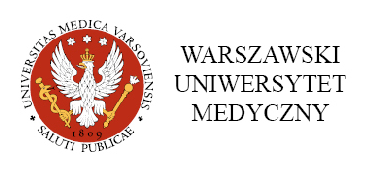 UNIVERSITAS MEDICA VARSOVIENSIS
SALUTI PUBLICAE
1809
WARSZAWSKI
UNIWERSYTET
MEDYCZNY